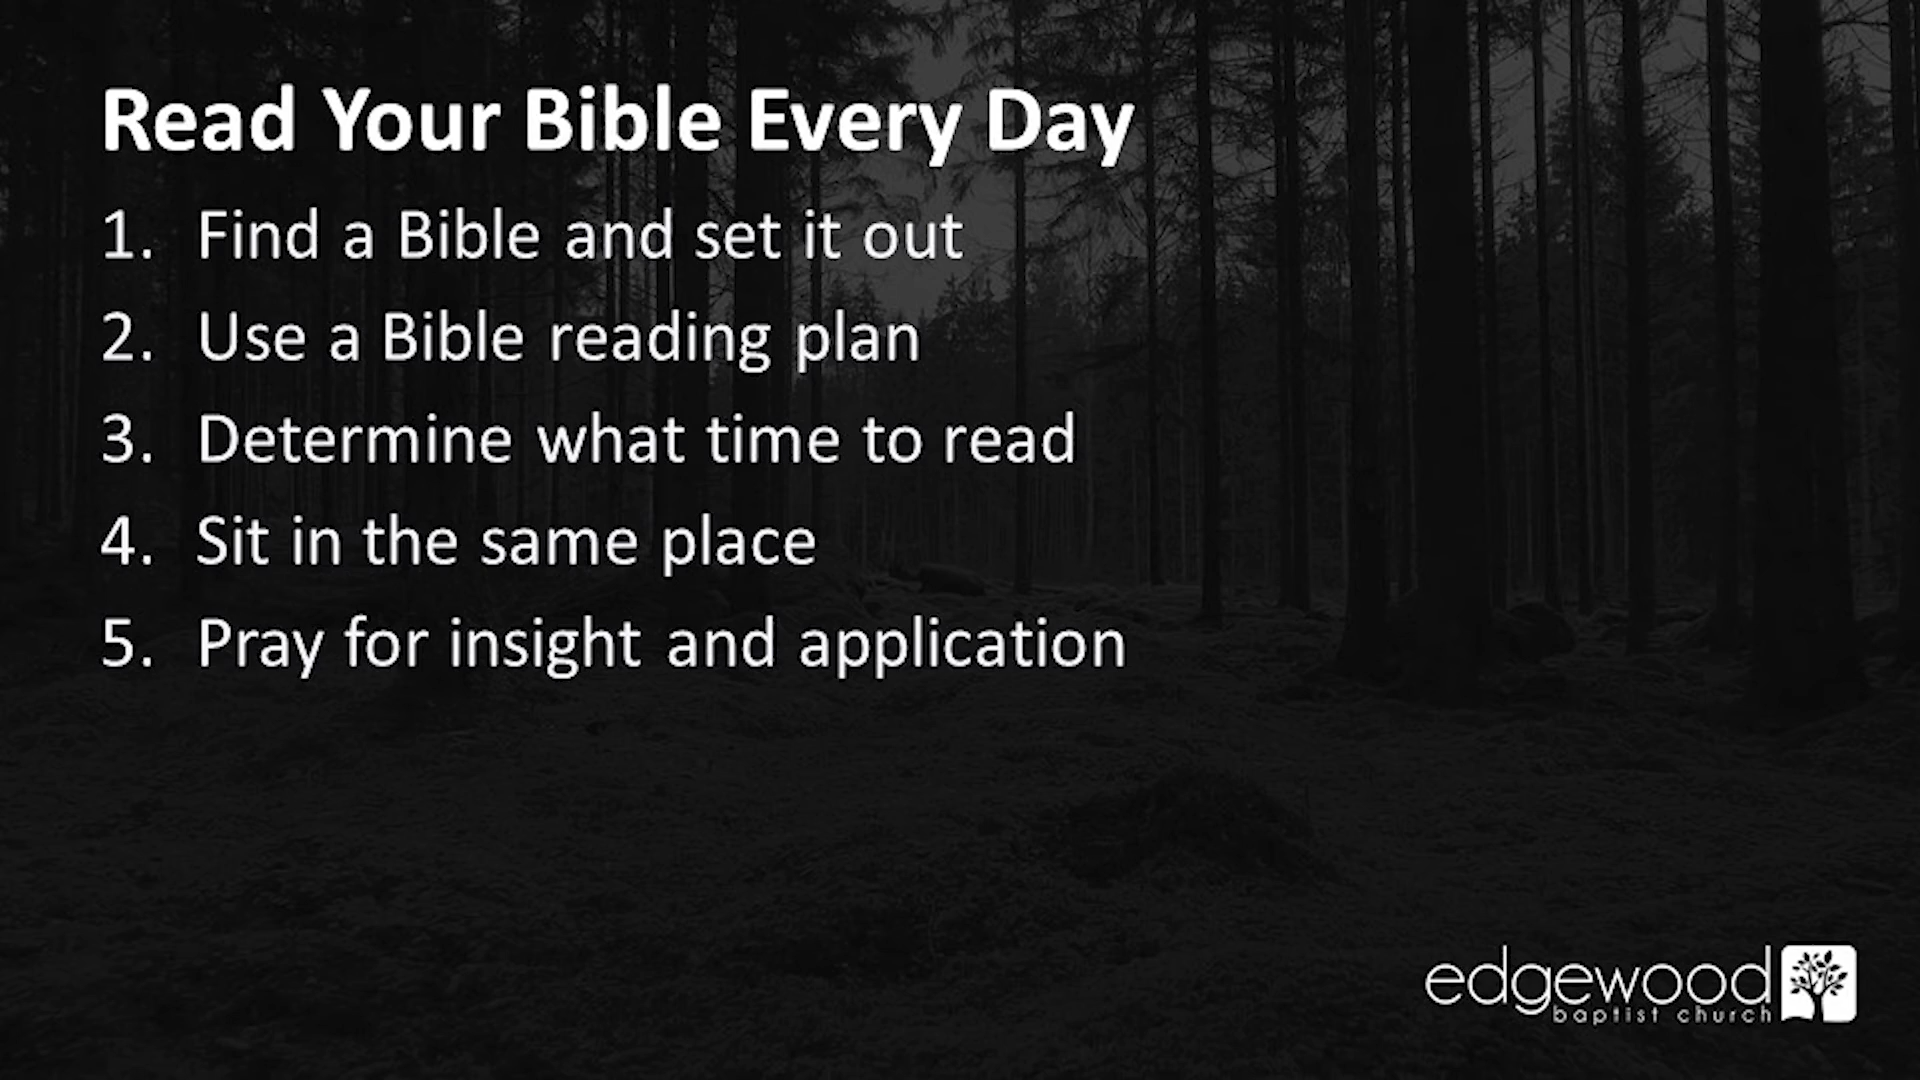 Read Your Bible Every Day
1. Find a Bible and set it out
2. Use a Bible reading plan
3. Determine what time to read
4. Sit in the same place
5. Pray for insight and application
edgewood
baptist church